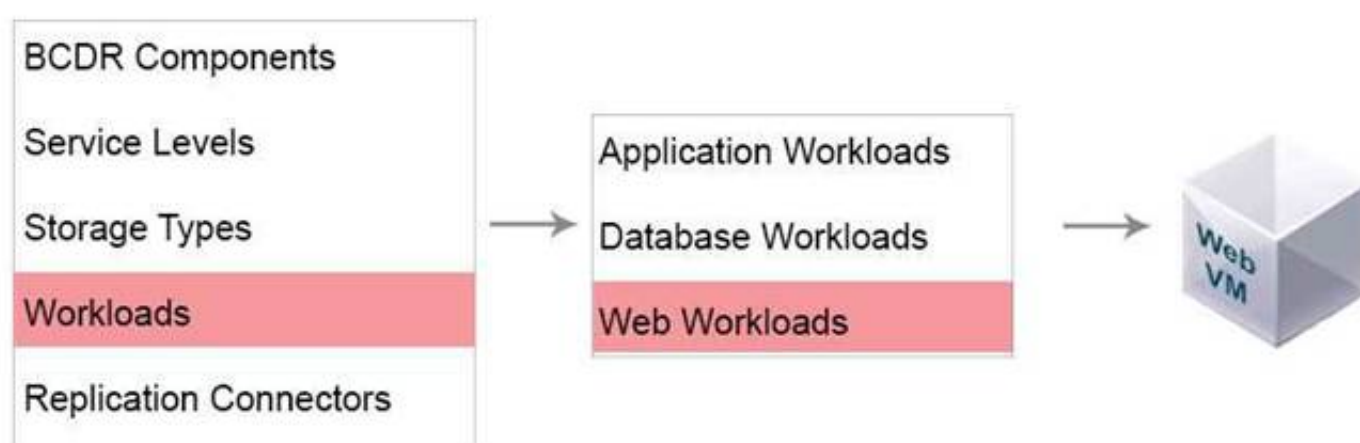 BCDR Components
Service Levels
Storage Types
Workloads
Replication Connectors
Application Workloads
Database Workloads
Web Workloads
Web
VM